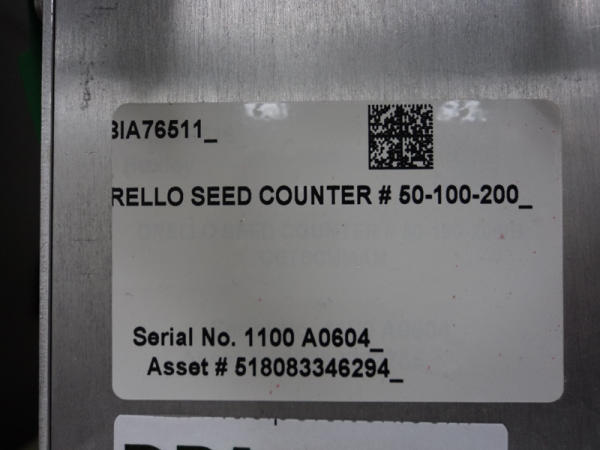 BIA76511_
RELLO SEED COUNTER # 50-100-200_
Serial No. 1100 A0604_
Asset # 518083346294_